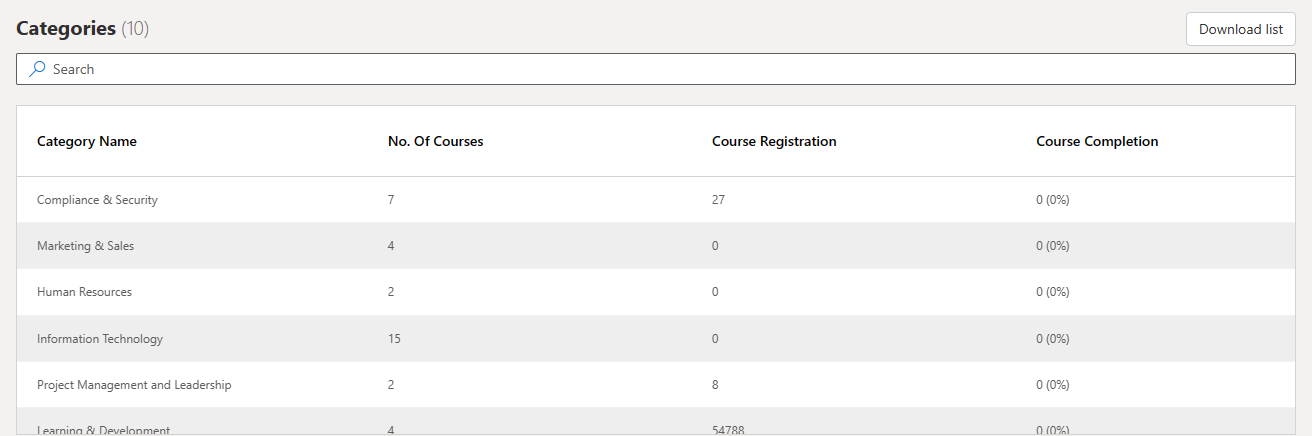 Categories (10)
Download list
Search
Category Name No. Of Courses Course Registration Course Completion
Compliance & Security 7 27 0 (0%)
Marketing & Sales 4 0 0 (0%)
Human Resources 2 0 0 (0%)
Information Technology 15 0 0 (0%)
Project Management and Leadership 2 8 0 (0%)
Learning & Development 4 54788 0 (0%)